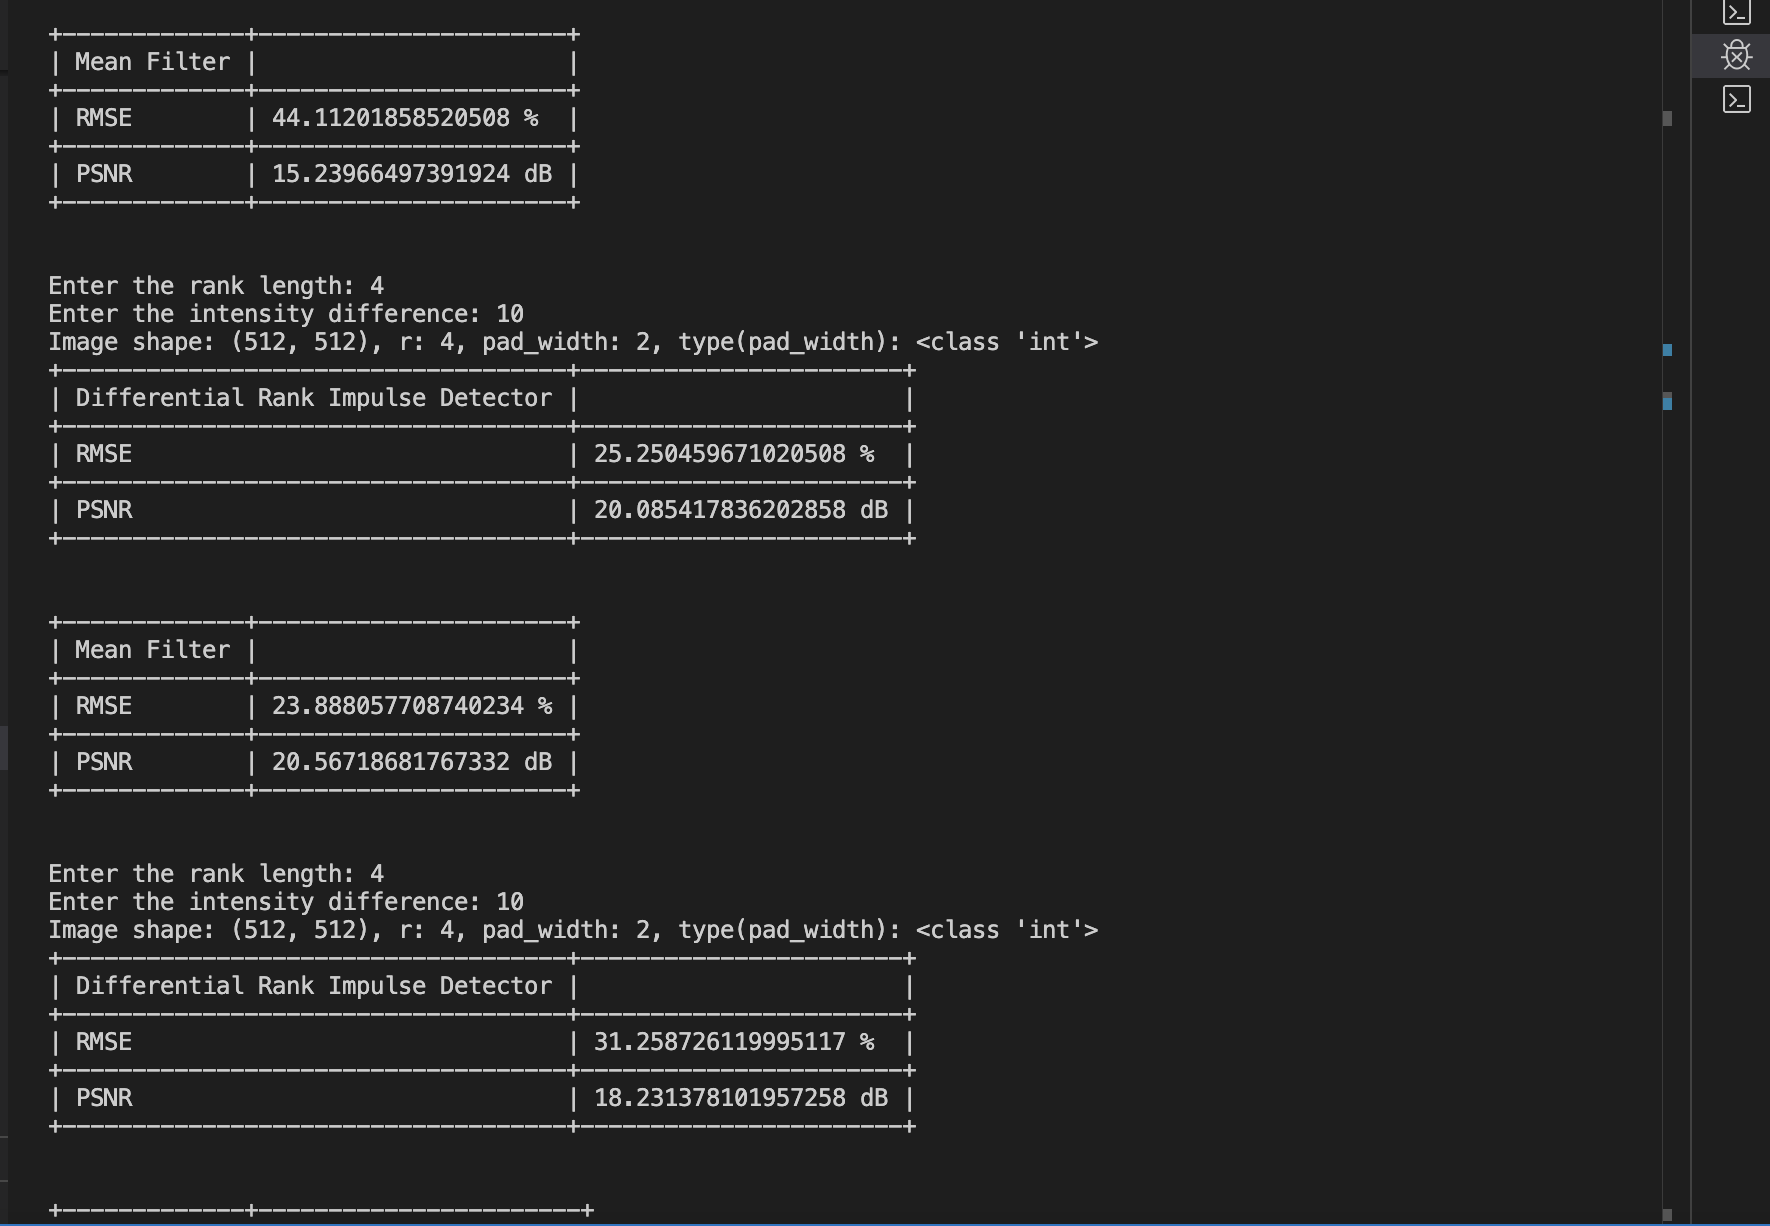 +-------------+----------------------+
| Mean Filter |                      |
+-------------+----------------------+
| RMSE        | 44.11201858520508 %  |
+-------------+----------------------+
| PSNR        | 15.23966497391924 dB |
+-------------+----------------------+
Enter the rank length: 4
Enter the intensity difference: 10
Image shape: (512, 512), r: 4, pad_width: 2, type(pad_width): <class 'int'>
+------------------------------------+-----------------------+
| Differential Rank Impulse Detector |                       |
+------------------------------------+-----------------------+
| RMSE                               | 25.250459671020508 %  |
+------------------------------------+-----------------------+
| PSNR                               | 20.085417836202858 dB |
+------------------------------------+-----------------------+
+-------------+----------------------+
| Mean Filter |                      |
+-------------+----------------------+
| RMSE        | 23.888057708740234 % |
+-------------+----------------------+
| PSNR        | 20.56718681767332 dB |
+-------------+----------------------+
Enter the rank length: 4
Enter the intensity difference: 10
Image shape: (512, 512), r: 4, pad_width: 2, type(pad_width): <class 'int'>
+------------------------------------+-----------------------+
| Differential Rank Impulse Detector |                       |
+------------------------------------+-----------------------+
| RMSE                               | 31.258726119995117 %  |
+------------------------------------+-----------------------+
| PSNR                               | 18.231378101957258 dB |
+------------------------------------+-----------------------+
+-------------+-----------------------+